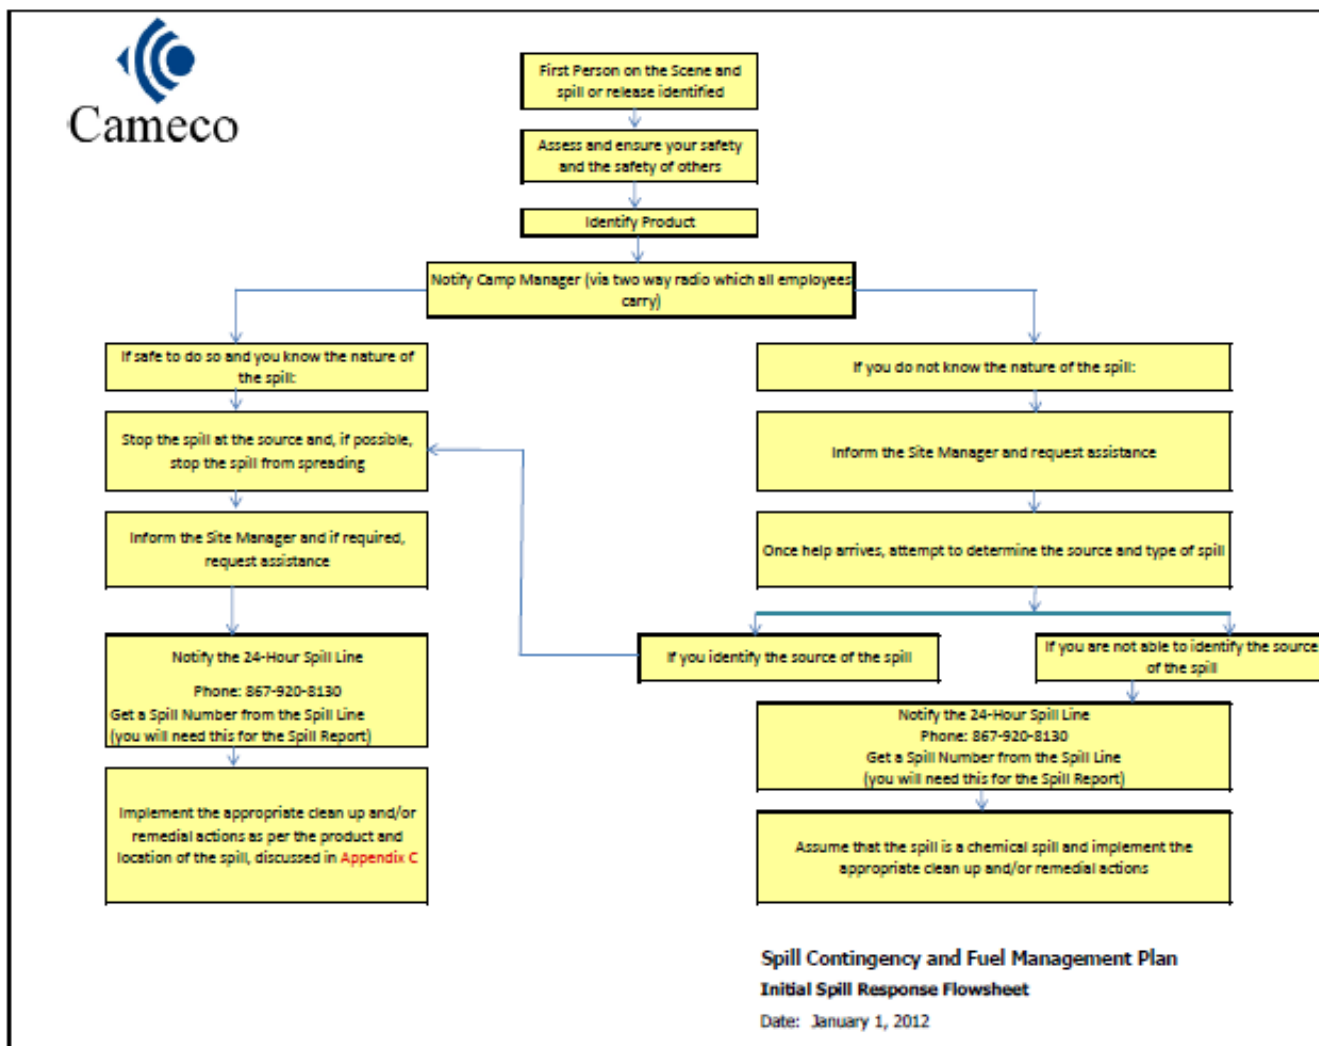 Cameco
First Person on the Scene and
spill or release identified
Assess and ensure your safety
and the safety of others
Identify Product
Notify Camp Manager (via two way radio which all employees
carry)
If safe to do so and you know the nature of
the spill:
Stop the spill at the source and, if possible,
stop the spill from spreading
Inform the Site Manager and if required,
request assistance
Notify the 24-Hour Spill Line
Phone: 867-920-8130
Get a Spill Number from the Spill Line
(you will need this for the Spill Report)
Implement the appropriate clean up and/or
remedial actions as per the product and
location of the spill, discussed in Appendix C
If you do not know the nature of the spill:
Inform the Site Manager and request assistance
Once help arrives, attempt to determine the source and type of spill
If you identify the source of the spill
If you are not able to identify the source
of the spill
Notify the 24-Hour Spill Line
Phone: 867-920-8130
Get a Spill Number from the Spill Line
(you will need this for the Spill Report)
Assume that the spill is a chemical spill and implement the
appropriate clean up and/or remedial actions
Spill Contingency and Fuel Management Plan
Initial Spill Response Flowsheet
Date: January 1, 2012